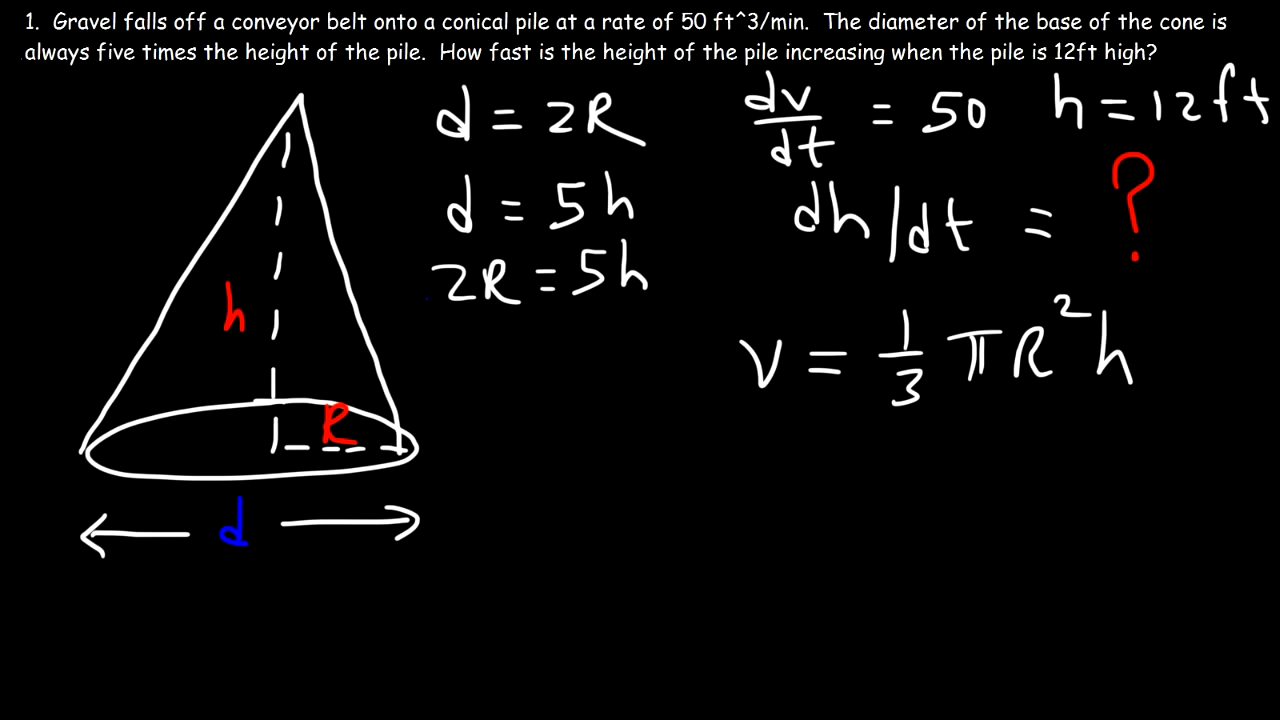 1. Gravel falls off a conveyor belt onto a conical pile at a rate of 50 ft^3/min. The diameter of the base of the cone is
always five times the height of the pile. How fast is the height of the pile increasing when the pile is 12ft high?
d = 2R
dv/dt = 50 h = 12ft
d = 5h
dh/dt = ?
2R = 5h
h
v = 1/3 πR²h
R
d